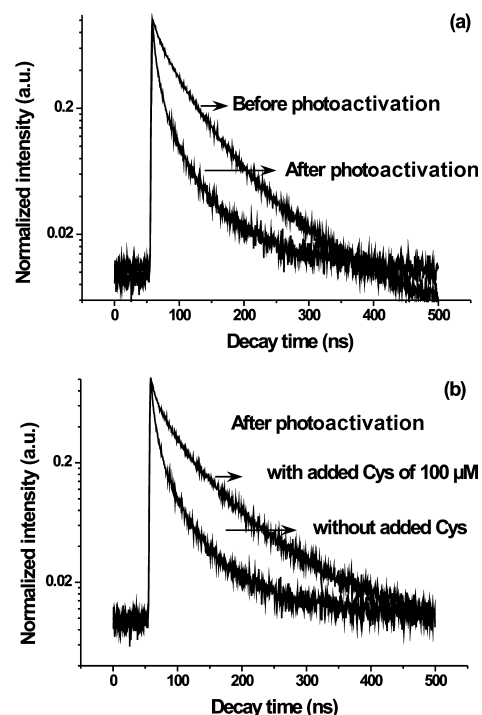 (a)
Normalized intensity (a.u.)
0.2
0.02
Before photoactivation
After photoactivation
0 100 200 300 400 500
Decay time (ns)
(b)
Normalized intensity (a.u.)
0.2
0.02
After photoactivation
with added Cys of 100 µM
without added Cys
0 100 200 300 400 500
Decay time (ns)